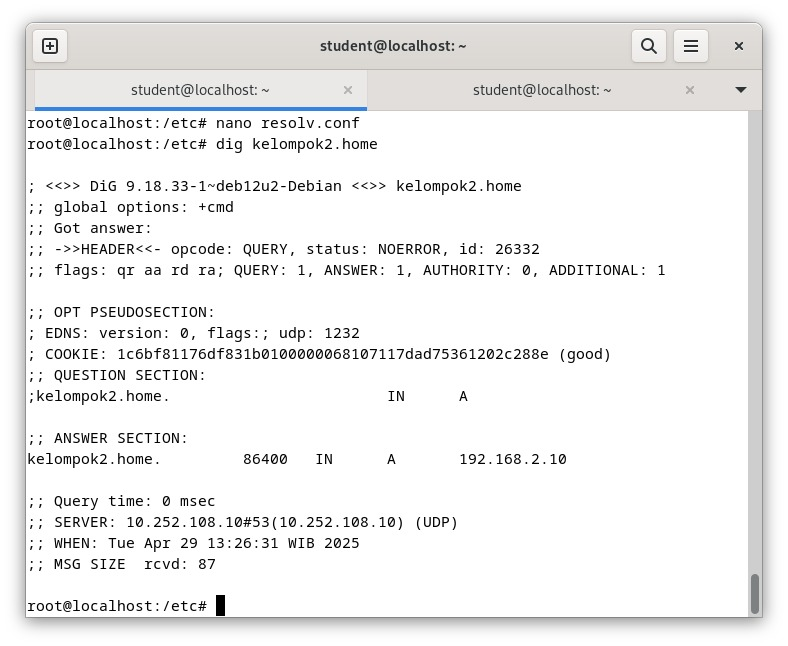 student@localhost: ~
student@localhost: ~
student@localhost: ~
root@localhost:/etc# nano resolv.conf
root@localhost:/etc# dig kelompok2.home
; <<>> DiG 9.18.33-1~deb12u2-Debian <<>> kelompok2.home
;; global options: +cmd
;; Got answer:
;; ->>HEADER<<- opcode: QUERY, status: NOERROR, id: 26332
;; flags: qr aa rd ra; QUERY: 1, ANSWER: 1, AUTHORITY: 0, ADDITIONAL: 1
;; OPT PSEUDOSECTION:
; EDNS: version: 0, flags:; udp: 1232
; COOKIE: 1c6bf81176df831b0100000068107117dad75361202c288e (good)
;; QUESTION SECTION:
;kelompok2.home. IN A
;; ANSWER SECTION:
kelompok2.home. 86400 IN A 192.168.2.10
;; Query time: 0 msec
;; SERVER: 10.252.108.10#53(10.252.108.10) (UDP)
;; WHEN: Tue Apr 29 13:26:31 WIB 2025
;; MSG SIZE  rcvd: 87
root@localhost:/etc#